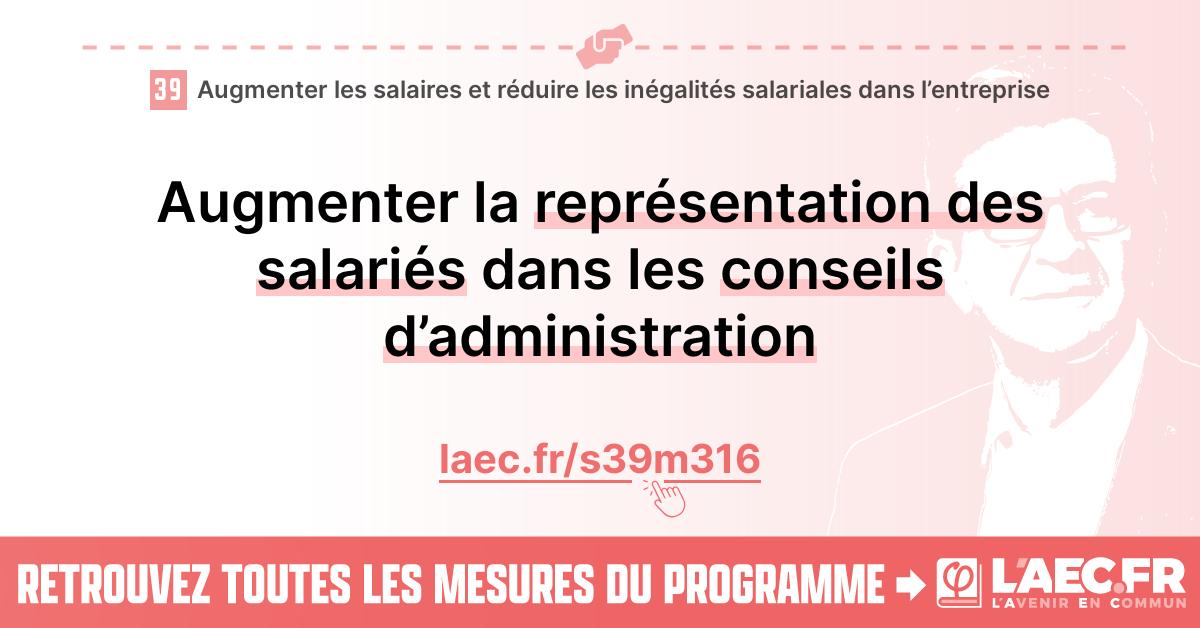 39 Augmenter les salaires et réduire les inégalités salariales dans l’entreprise
Augmenter la représentation des
salariés dans les conseils
d’administration
laec.fr/s39m316
RETROUVEZ TOUTES LES MESURES DU PROGRAMME
φ L'AEC.FR
L'AVENIR EN COMMUN